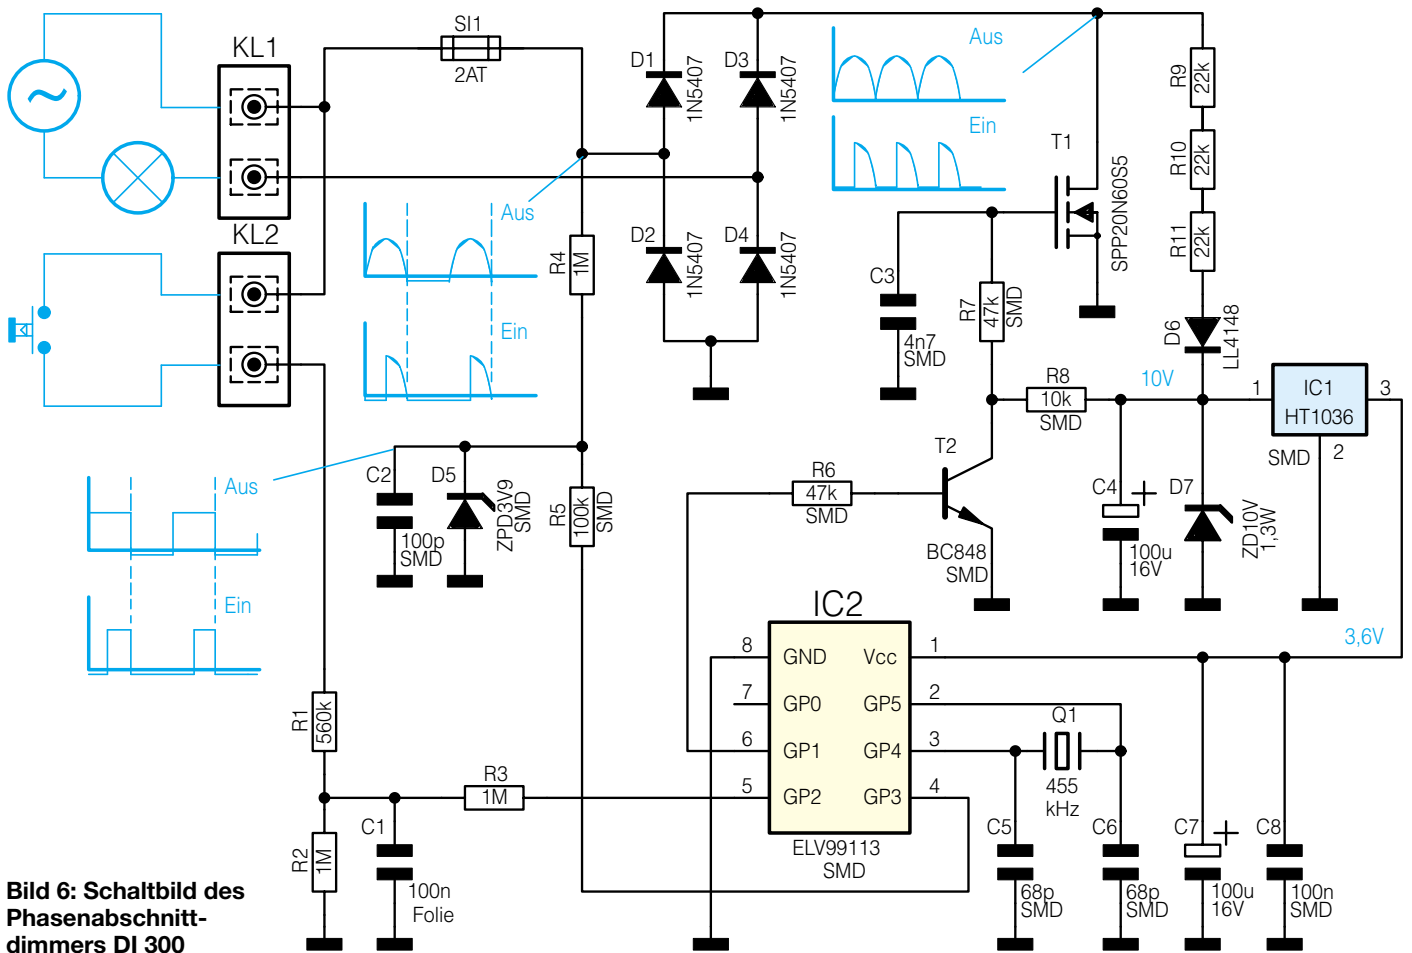 KL1
SI1
2AT
D1
1N5407
D3
1N5407
Aus
Ein
T1
SPP20N60S5
R9
22k
R10
22k
R11
22k
KL2
Aus
Ein
R4
1M
D2
1N5407
D4
1N5407
C3
4n7
SMD
R7
47k
SMD
D6
LL4148
10V
R8
10k
SMD
1
IC1
HT1036
3
SMD
2
Aus
Ein
C2
100p
SMD
D5
ZPD3V9
SMD
R5
100k
SMD
R6
47k
SMD
T2
BC848
SMD
C4
+
100u
16V
D7
ZD10V
1,3W
3,6V
IC2
8
GND
Vcc
1
7
GP0
GP5
2
6
GP1
GP4
3
5
GP2
GP3
4
ELV99113
SMD
Q1
455
kHz
R1
560k
R2
1M
R3
1M
C1
100n
Folie
C5
68p
SMD
C6
68p
SMD
C7
+
100u
16V
C8
100n
SMD
Bild 6: Schaltbild des
Phasenabschnitt-
dimmers DI 300